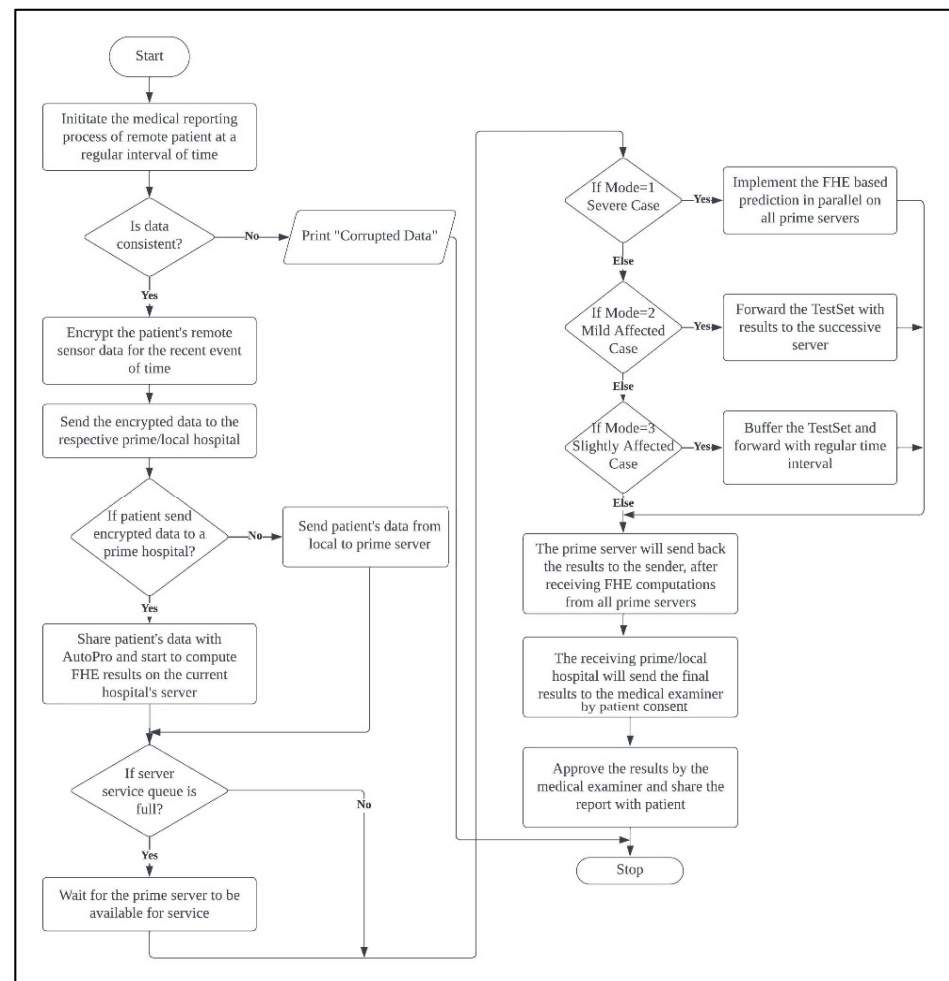 Start
Inititate the medical reporting
process of remote patient at a
regular interval of time
Is data
consistent?
No
Print "Corrupted Data"
Yes
Encrypt the patient's remote
sensor data for the recent event
of time
Send the encrypted data to the
respective prime/local hospital
If patient send
encrypted data to a
prime hospital?
No
Send patient's data from
local to prime server
Yes
Share patient's data with
AutoPro and start to compute
FHE results on the current
hospital's server
If server
service queue is
full?
No
Yes
Wait for the prime server to be
available for service
If Mode=1
Severe Case
Yes
Implement the FHE based
prediction in parallel on
all prime servers
Else
If Mode=2
Mild Affected
Case
Yes
Forward the TestSet with
results to the successive
server
Else
If Mode=3
Slightly Affected
Case
Yes
Buffer the TestSet and
forward with regular time
interval
Else
The prime server will send back
the results to the sender, after
receiving FHE computations
from all prime servers
The receiving prime/local
hospital will send the final
results to the medical examiner
by patient consent
Approve the results by the
medical examiner and share the
report with patient
Stop